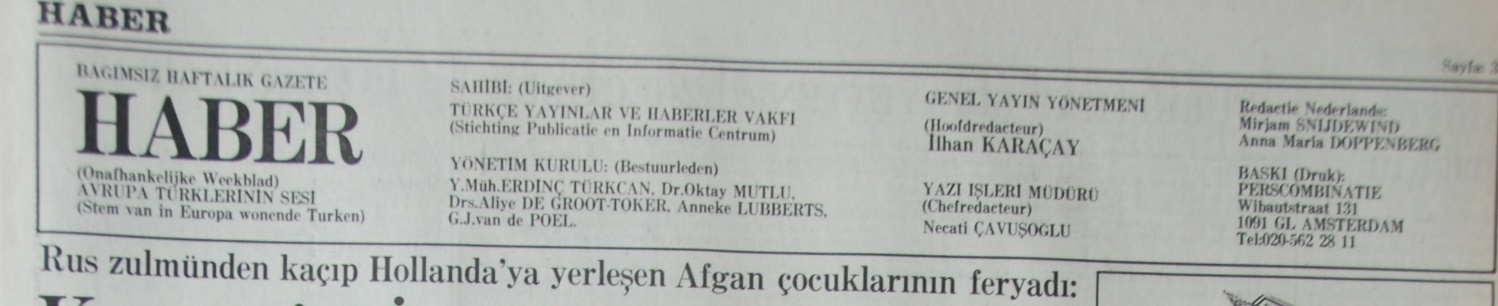 HABER
Sayfa: 3
BAĞIMSIZ HAFTALIK GAZETE
HABER
(Onafhankelijke Weekblad)
AVRUPA TÜRKLERİNİN SESİ
(Stem van in Europa wonende Turken)
SAHİBİ: (Uitgever)
TÜRKÇE YAYINLAR VE HABERLER VAKFI
(Stichting Publicatie en Informatie Centrum)
YÖNETİM KURULU: (Bestuurleden)
Y.Müh.ERDİNÇ TÜRKCAN, Dr.Oktay MUTLU,
Drs.Aliye DE GROOT-TOKER, Anneke LUBBERTS,
G.J.van de POEL.
GENEL YAYIN YÖNETMENİ
(Hoofdredacteur)
İlhan KARAÇAY
YAZI İŞLERİ MÜDÜRÜ
(Chefredacteur)
Necati ÇAVUŞOĞLU
Redactie Nederlands:
Mirjam SNIJDEWIND
Anna Maria DOPPENBERG
BASKI (Druk):
PERSCOMBINATIE
Wibautstraat 131
1091 GL AMSTERDAM
Tel:020-562 28 11
Rus zulmünden kaçıp Hollanda'ya yerleşen Afgan çocuklarının feryadı: